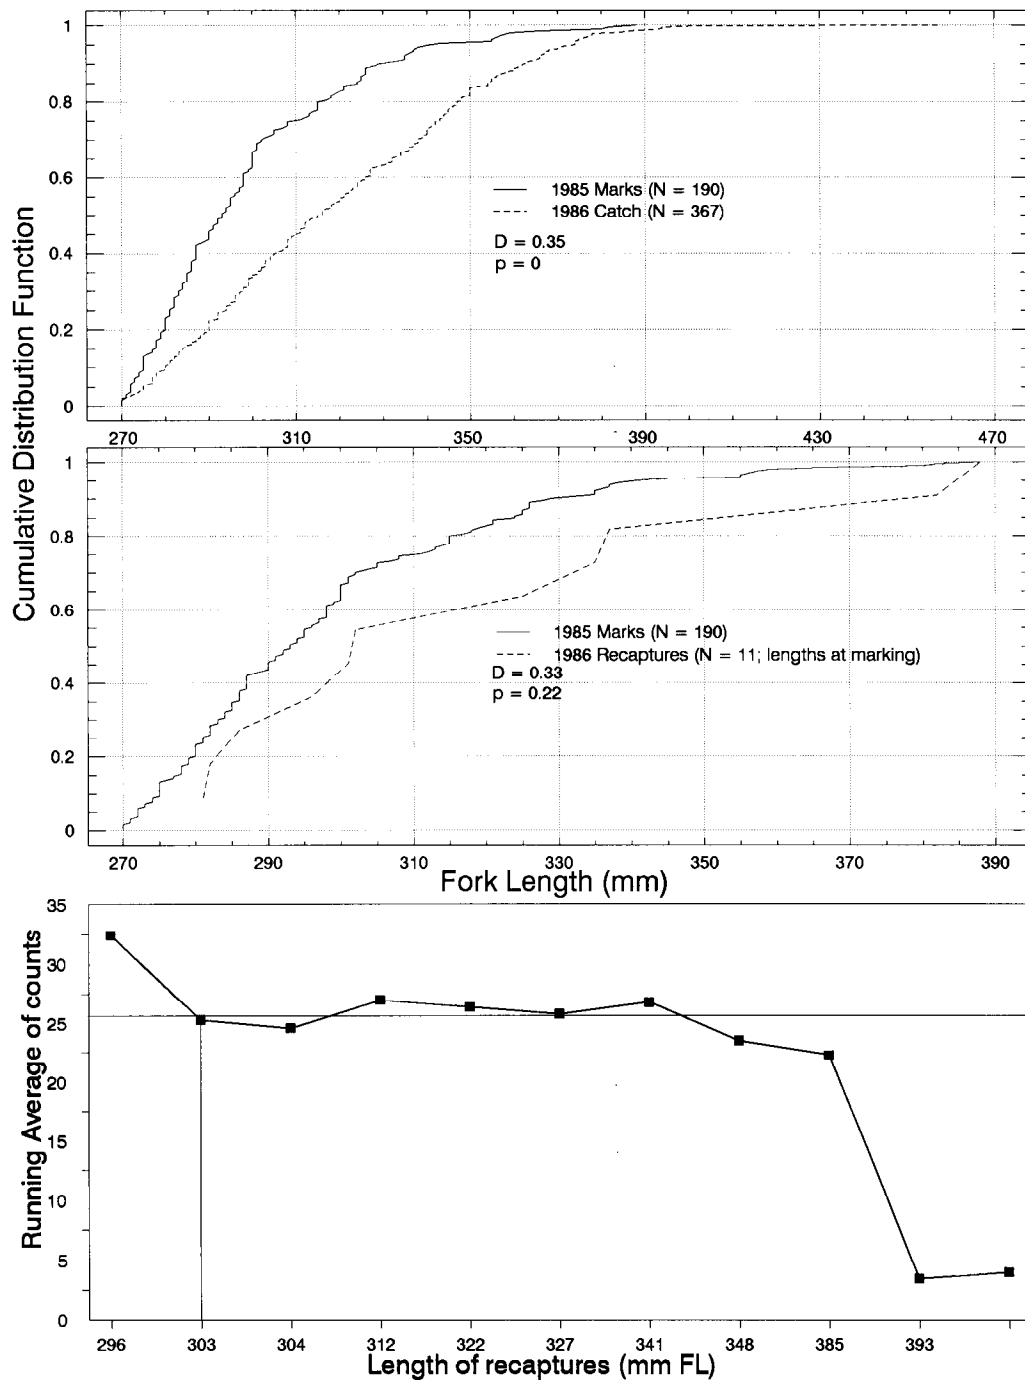 Cumulative Distribution Function
1
0.8
0.6
0.4
0.2
0
1985 Marks (N = 190)
1986 Catch (N = 367)
D = 0.35
p = 0
270 310 350 390 430 470
1
0.8
0.6
0.4
0.2
0
1985 Marks (N = 190)
1986 Recaptures (N = 11; lengths at marking)
D = 0.33
p = 0.22
270 290 310 330 350 370 390
Fork Length (mm)
Running Average of counts
35
30
25
20
15
10
5
0
296 303 304 312 322 327 341 348 385 393
Length of recaptures (mm FL)